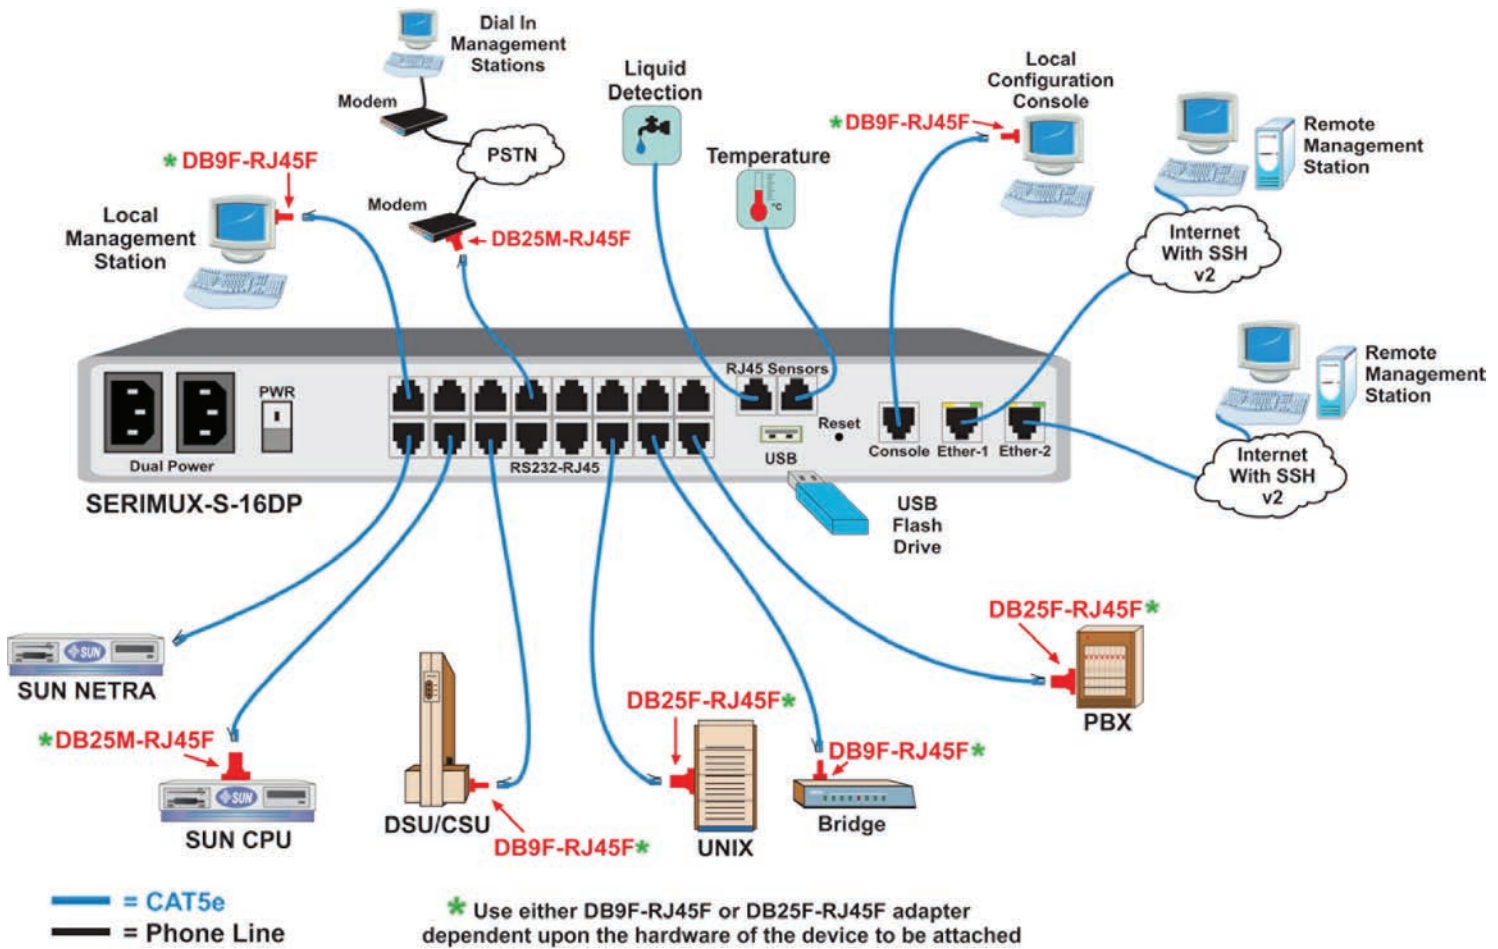 Dial In
Management
Stations
Modem
PSTN
Modem
* DB9F-RJ45F
DB25M-RJ45F
Local
Management
Station
Liquid
Detection
Temperature
°C
Local
Configuration
Console
* DB9F-RJ45F
Remote
Management
Station
Internet
With SSH
v2
Remote
Management
Station
Internet
With SSH
v2
PWR
Dual Power
RS232-RJ45
RJ45 Sensors
USB
Reset
Console
Ether-1
Ether-2
SERIMUX-S-16DP
USB
Flash
Drive
SUN
SUN NETRA
* DB25M-RJ45F
SUN
SUN CPU
DSU/CSU
DB9F-RJ45F *
DB25F-RJ45F *
UNIX
DB9F-RJ45F *
Bridge
DB25F-RJ45F *
PBX
= CAT5e
= Phone Line
* Use either DB9F-RJ45F or DB25F-RJ45F adapter
dependent upon the hardware of the device to be attached